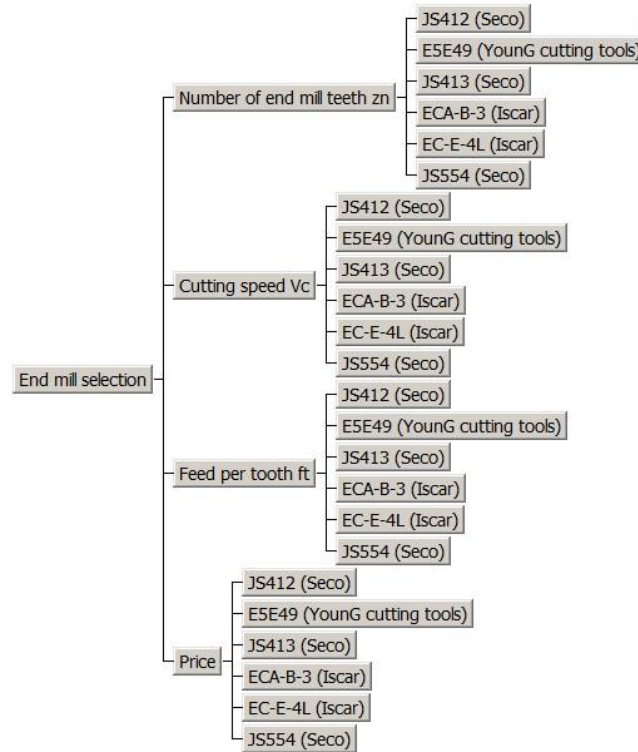 End mill selection
Number of end mill teeth zn
JS412 (Seco)
E5E49 (YounG cutting tools)
JS413 (Seco)
ECA-B-3 (Iscar)
EC-E-4L (Iscar)
JS554 (Seco)
Cutting speed Vc
JS412 (Seco)
E5E49 (YounG cutting tools)
JS413 (Seco)
ECA-B-3 (Iscar)
EC-E-4L (Iscar)
JS554 (Seco)
Feed per tooth ft
JS412 (Seco)
E5E49 (YounG cutting tools)
JS413 (Seco)
ECA-B-3 (Iscar)
EC-E-4L (Iscar)
JS554 (Seco)
Price
JS412 (Seco)
E5E49 (YounG cutting tools)
JS413 (Seco)
ECA-B-3 (Iscar)
EC-E-4L (Iscar)
JS554 (Seco)